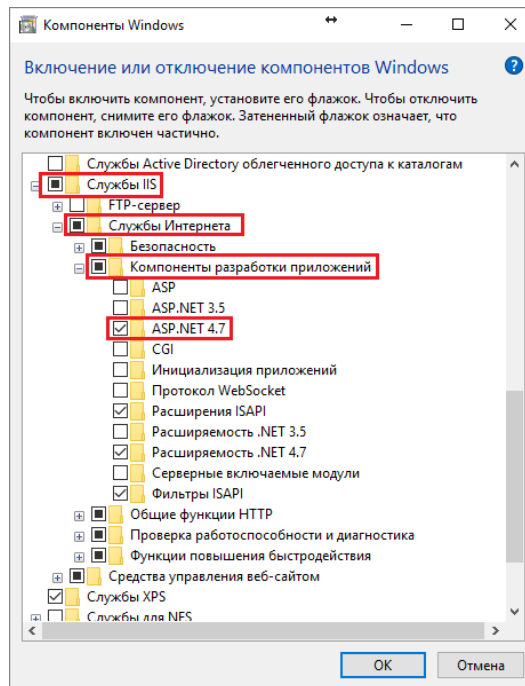 Компоненты Windows
Включение или отключение компонентов Windows
?
Чтобы включить компонент, установите его флажок. Чтобы отключить
компонент, снимите его флажок. Затененный флажок означает, что
компонент включен частично.
Службы Active Directory облегченного доступа к каталогам
Службы IIS
FTP-сервер
Службы Интернета
Безопасность
Компоненты разработки приложений
ASP
ASP.NET 3.5
ASP.NET 4.7
CGI
Инициализация приложений
Протокол WebSocket
Расширения ISAPI
Расширяемость .NET 3.5
Расширяемость .NET 4.7
Серверные включаемые модули
Фильтры ISAPI
Общие функции HTTP
Проверка работоспособности и диагностика
Функции повышения быстродействия
Средства управления веб-сайтом
Службы XPS
Службы для NFS
ОК
Отмена